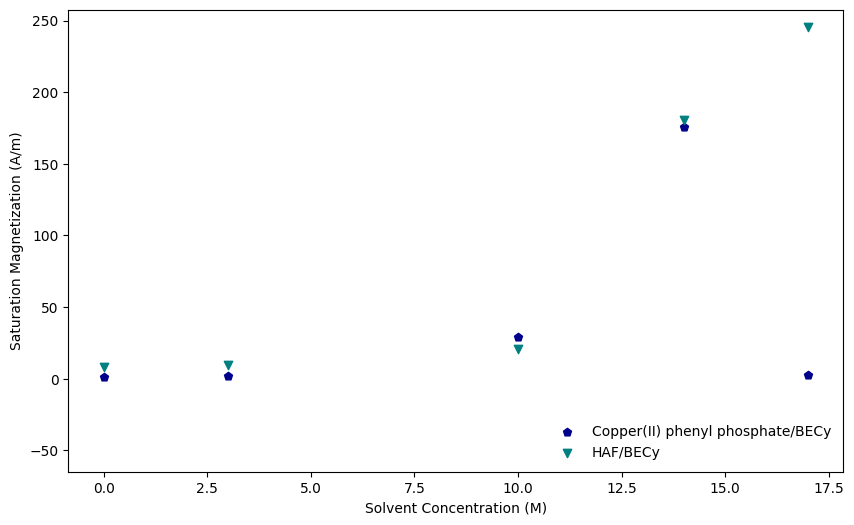 250
200
150
100
50
0
−50
Saturation Magnetization (A/m)
0.0 2.5 5.0 7.5 10.0 12.5 15.0 17.5
Solvent Concentration (M)
Copper(II) phenyl phosphate/BECy
HAF/BECy